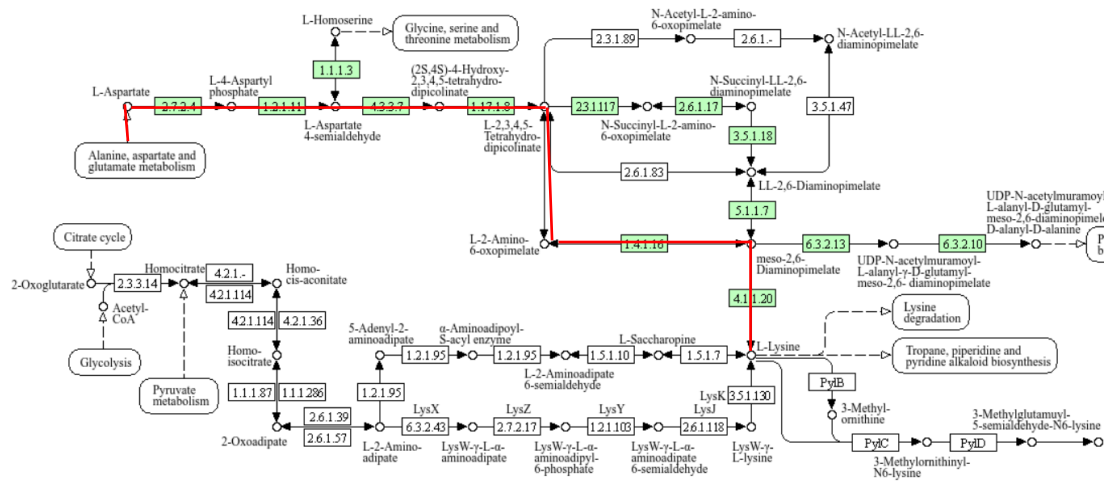 L-Homoserine
Glycine, serine and
threonine metabolism
N-Acetyl-L-2-amino-
6-oxopimelate
2.3.1.89
2.6.1.-
N-Acetyl-LL-2,6-
diaminopimelate
1.1.1.3
L-Aspartate
L-4-Aspartyl
phosphate
(2S,4S)-4-Hydroxy-
2,3,4,5-tetrahydro-
dipicolinate
N-Succinyl-LL-2,6-
diaminopimelate
2.7.2.4
1.2.1.11
4.3.3.7
1.17.1.8
2.3.1.117
2.6.1.17
3.5.1.47
L-Aspartate
4-semialdehyde
L-2,3,4,5-
Tetrahydro-
dipicolinate
N-Succinyl-L-2-amino-
6-oxopimelate
3.5.1.18
Alanine, aspartate and
glutamate metabolism
2.6.1.83
LL-2,6-Diaminopimelate
5.1.1.7
UDP-N-acetylmuramoyl
L-alanyl-D-glutamyl-
meso-2,6-diaminopimel
D-alanyl-D-alanine
Citrate cycle
L-2-Amino-
6-oxopimelate
1.4.1.16
6.3.2.13
6.3.2.10
P
b
meso-2,6-
Diaminopimelate
UDP-N-acetylmuramoyl-
L-alanyl-γ-D-glutamyl-
meso-2,6- diaminopimelate
Homocitrate
4.2.1.-
Homo-
cis-aconitate
2-Oxoglutarate
2.3.3.14
4.2.1.114
4.1.1.20
Acetyl-
CoA
4.2.1.114
4.2.1.36
Lysine
degradation
Glycolysis
Homo-
isocitrate
5-Adenyl-2-
aminoadipate
α-Aminoadipoyl-
S-acyl enzyme
L-Saccharopine
L-Lysine
1.2.1.95
1.2.1.95
1.5.1.10
1.5.1.7
Tropane, piperidine and
pyridine alkaloid biosynthesis
L-2-Aminoadipate
6-semialdehyde
Pyruvate
metabolism
1.1.1.87
1.1.1.286
1.2.1.95
LysK
3.5.1.130
PylB
2.6.1.39
LysX
LysZ
LysY
LysJ
3-Methyl-
ornithine
2-Oxoadipate
2.6.1.57
6.3.2.43
2.7.2.17
1.2.1.103
2.6.1.118
3-Methylglutamuyl-
5-semialdehyde-N6-lysine
L-2-Amino-
adipate
LysW-γ-L-α-
aminoadipate
LysW-γ-L-α-
aminoadipyl-
6-phosphate
LysW-γ-L-α-
aminoadipate
6-semialdehyde
LysW-γ-
L-lysine
PylC
PylD
3-Methylornithinyl-
N6-lysine